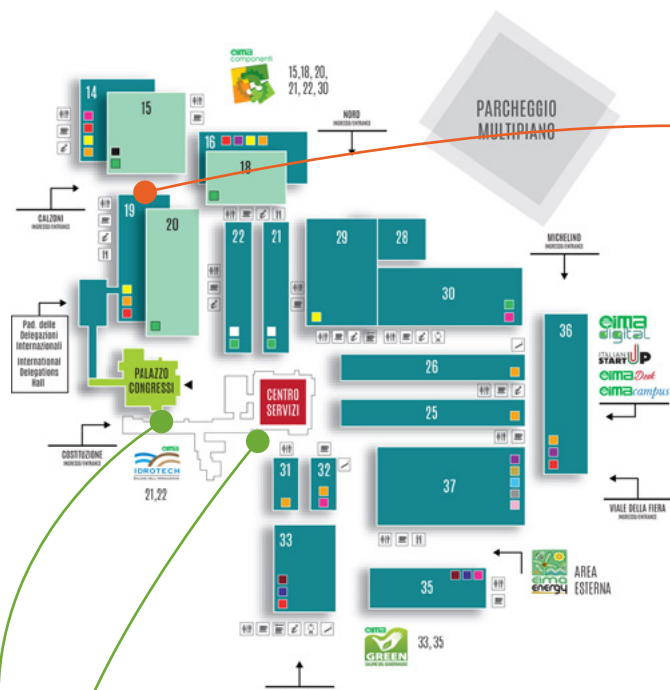 eima
componenti
15,18, 20,
21, 22, 30
PARCHEGGIO
MULTIPIANO
NORD
INGRESSO/ENTRANCE
14
15
16
18
CALZONI
INGRESSO/ENTRANCE
19
20
22
21
29
28
30
MICHELINO
INGRESSO/ENTRANCE
Pad. delle
Delegazioni
Internazionali
International
Delegations
Hall
36
eima
digital
ITALIAN
START UP
eima Desk
eima campus
PALAZZO
CONGRESSI
CENTRO
SERVIZI
26
25
COSTITUZIONE
INGRESSO/ENTRANCE
eima
IDROTECH
21,22
31
32
37
VIALE DELLA FIERA
INGRESSO/ENTRANCE
33
35
eima
energy
AREA
ESTERNA
eima
GREEN
33,35